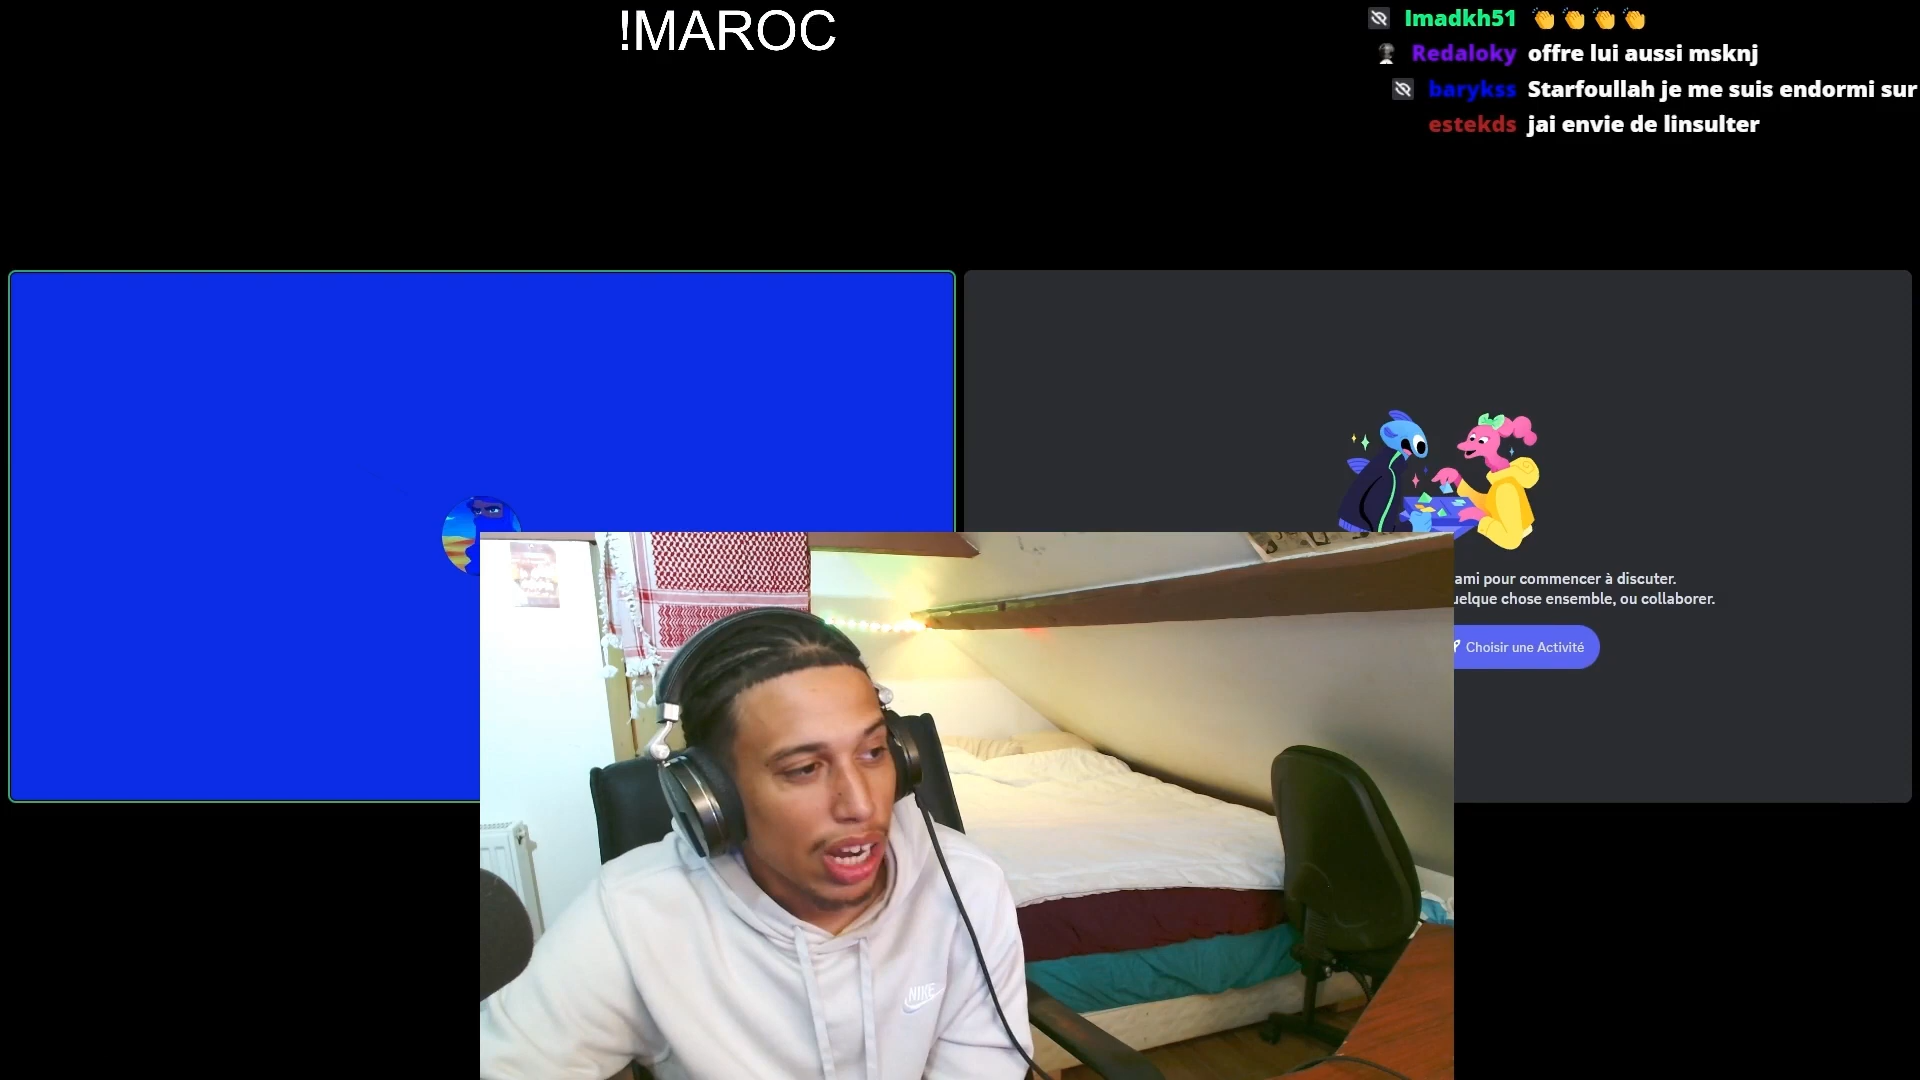 !MAROC
Imadkh51 👏 👏 👏 👏
Redaloky offre lui aussi msknj
barykss Starfoullah je me suis endormi sur
estekds jai envie de linsulter
ami pour commencer à discuter.
uelque chose ensemble, ou collaborer.
Choisir une Activité
NIKE